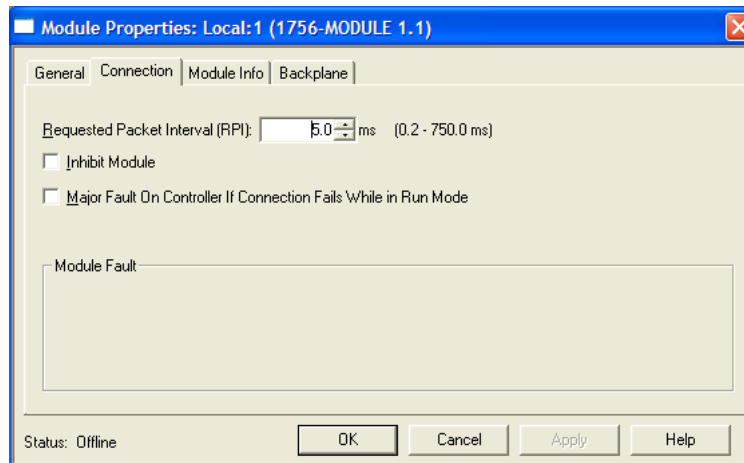 Module Properties: Local:1 (1756-MODULE 1.1)
General Connection Module Info Backplane
Requested Packet Interval (RPI): 5.0 ms (0.2 - 750.0 ms)
Inhibit Module
Major Fault On Controller If Connection Fails While in Run Mode
Module Fault
Status: Offline OK Cancel Apply Help